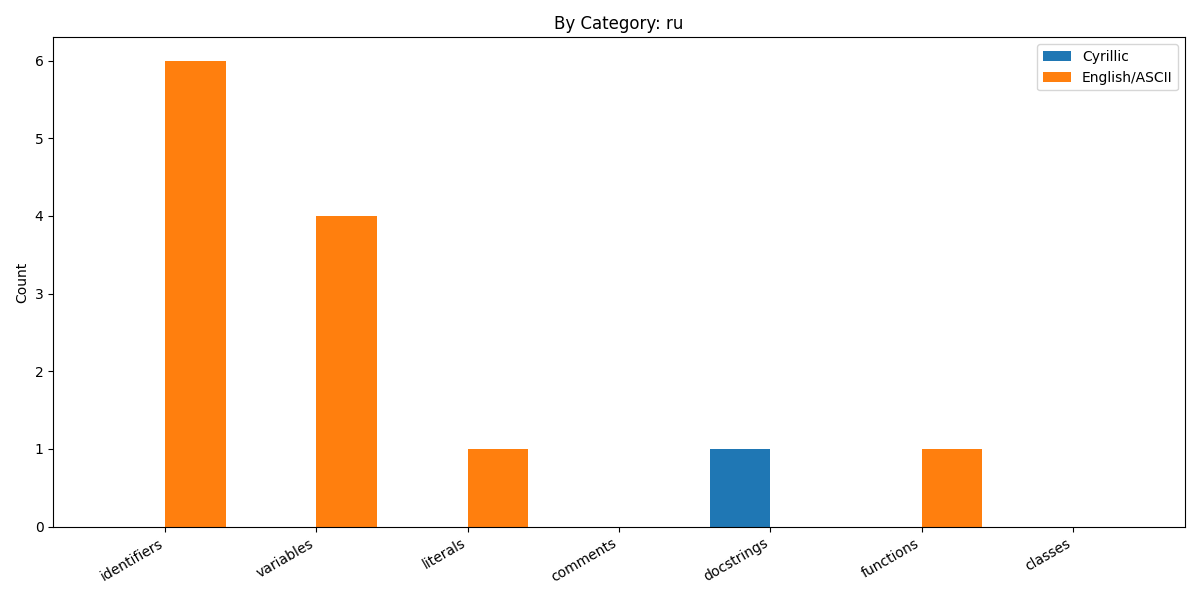 By Category: ru
Cyrillic
English/ASCII
Count
6
5
4
3
2
1
0
identifiers
variables
literals
comments
docstrings
functions
classes